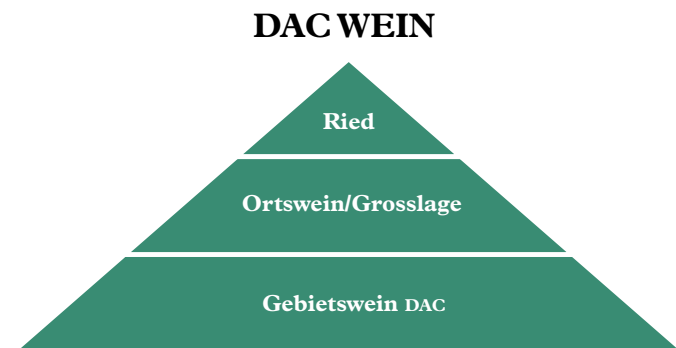 DAC WEIN
Ried
Ortswein/Grosslage
Gebietswein DAC